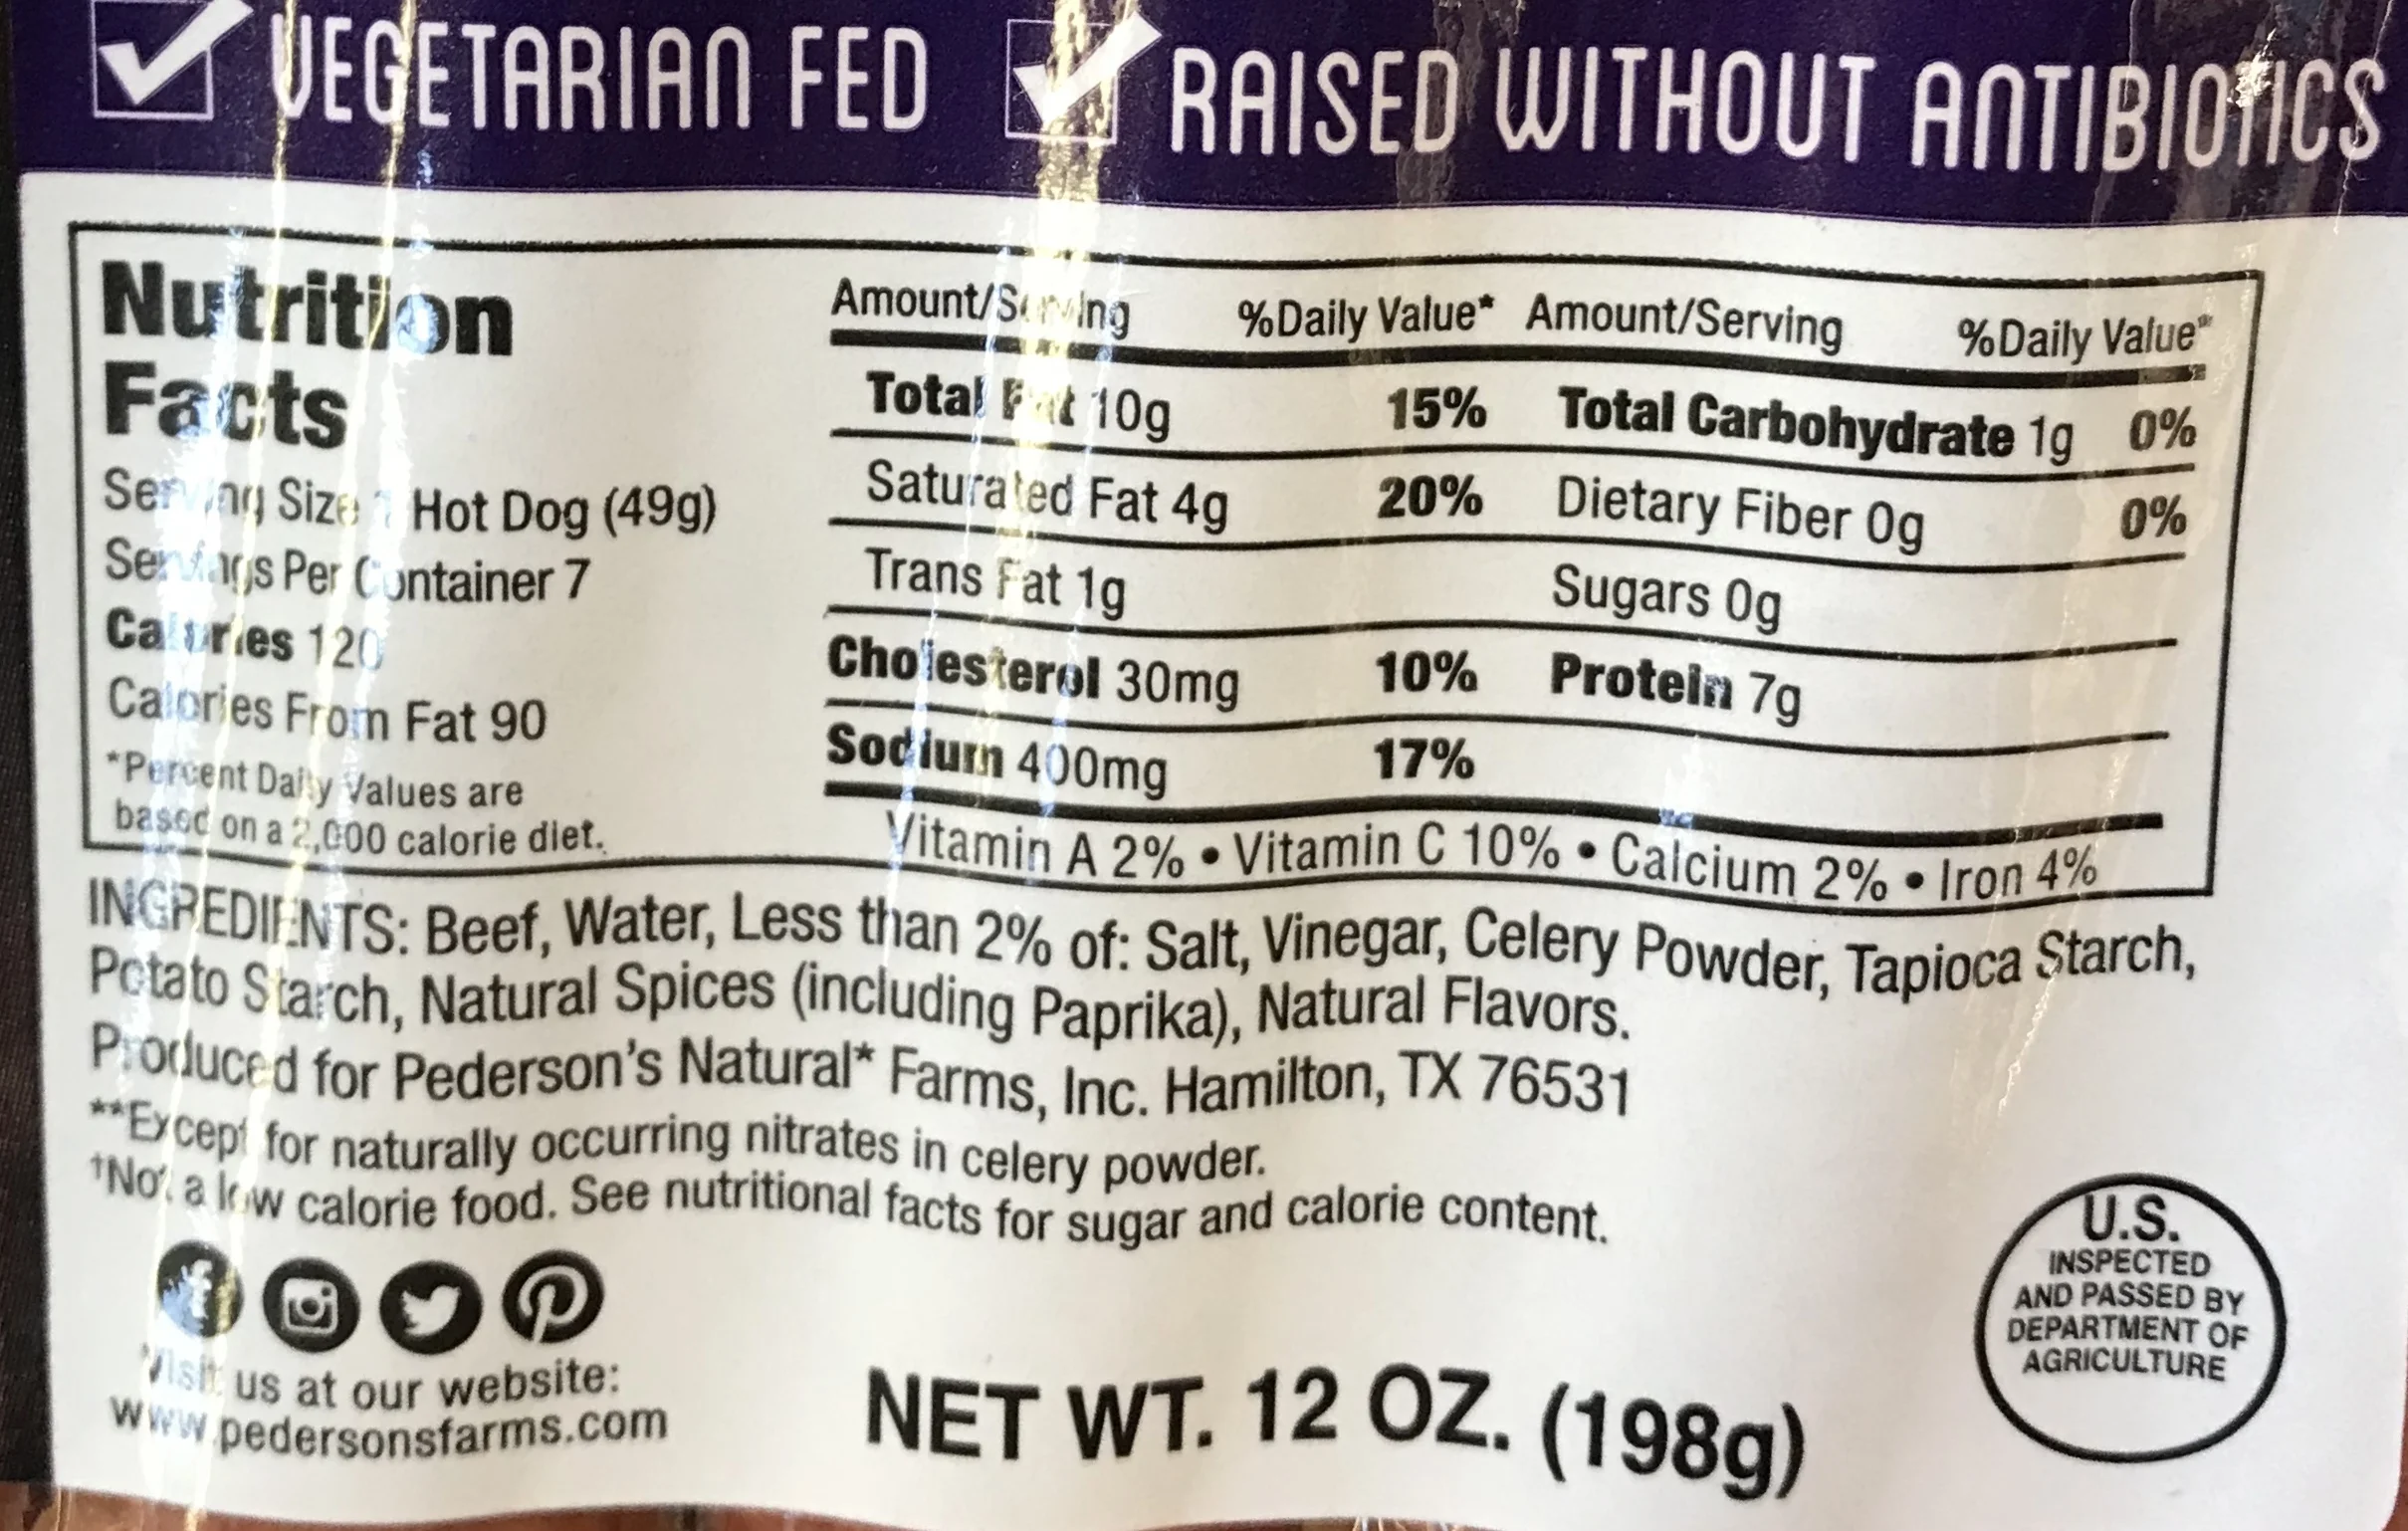 VEGETARIAN FED RAISED WITHOUT ANTIBIOTICS
Nutrition
Facts
Serving Size 1 Hot Dog (49g)
Servings Per Container 7
Calories 120
Calories From Fat 90
*Percent Daily Values are
based on a 2,000 calorie diet.
Amount/Serving %Daily Value* Amount/Serving %Daily Value*
Total Fat 10g 15% Total Carbohydrate 1g 0%
Saturated Fat 4g 20% Dietary Fiber 0g 0%
Trans Fat 1g Sugars 0g
Cholesterol 30mg 10% Protein 7g
Sodium 400mg 17%
Vitamin A 2% • Vitamin C 10% • Calcium 2% • Iron 4%
INGREDIENTS: Beef, Water, Less than 2% of: Salt, Vinegar, Celery Powder, Tapioca Starch,
Potato Starch, Natural Spices (including Paprika), Natural Flavors.
Produced for Pederson's Natural* Farms, Inc. Hamilton, TX 76531
**Except for naturally occurring nitrates in celery powder.
†Not a low calorie food. See nutritional facts for sugar and calorie content.
Visit us at our website:
www.pedersonsfarms.com
NET WT. 12 OZ. (198g)
U.S.
INSPECTED
AND PASSED BY
DEPARTMENT OF
AGRICULTURE